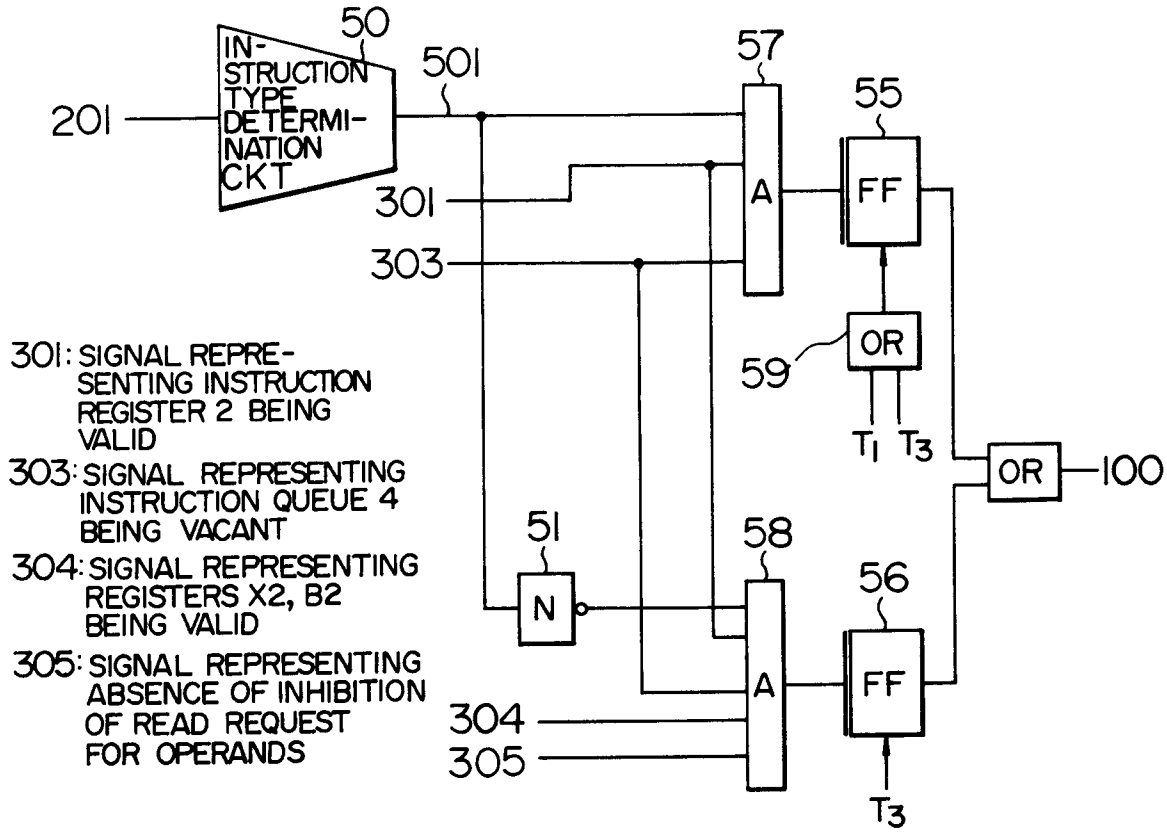 50
IN-
STRUCTION
TYPE
DETERMI-
NATION
CKT
201
501
57
55
301
303
A
FF
59
OR
T1 T3
301: SIGNAL REPRE-
SENTING INSTRUCTION
REGISTER 2 BEING
VALID
303: SIGNAL REPRESENTING
INSTRUCTION QUEUE 4
BEING VACANT
304: SIGNAL REPRESENTING
REGISTERS X2, B2
BEING VALID
305: SIGNAL REPRESENTING
ABSENCE OF INHIBITION
OF READ REQUEST
FOR OPERANDS
OR
100
51
N
58
56
A
FF
304
305
T3